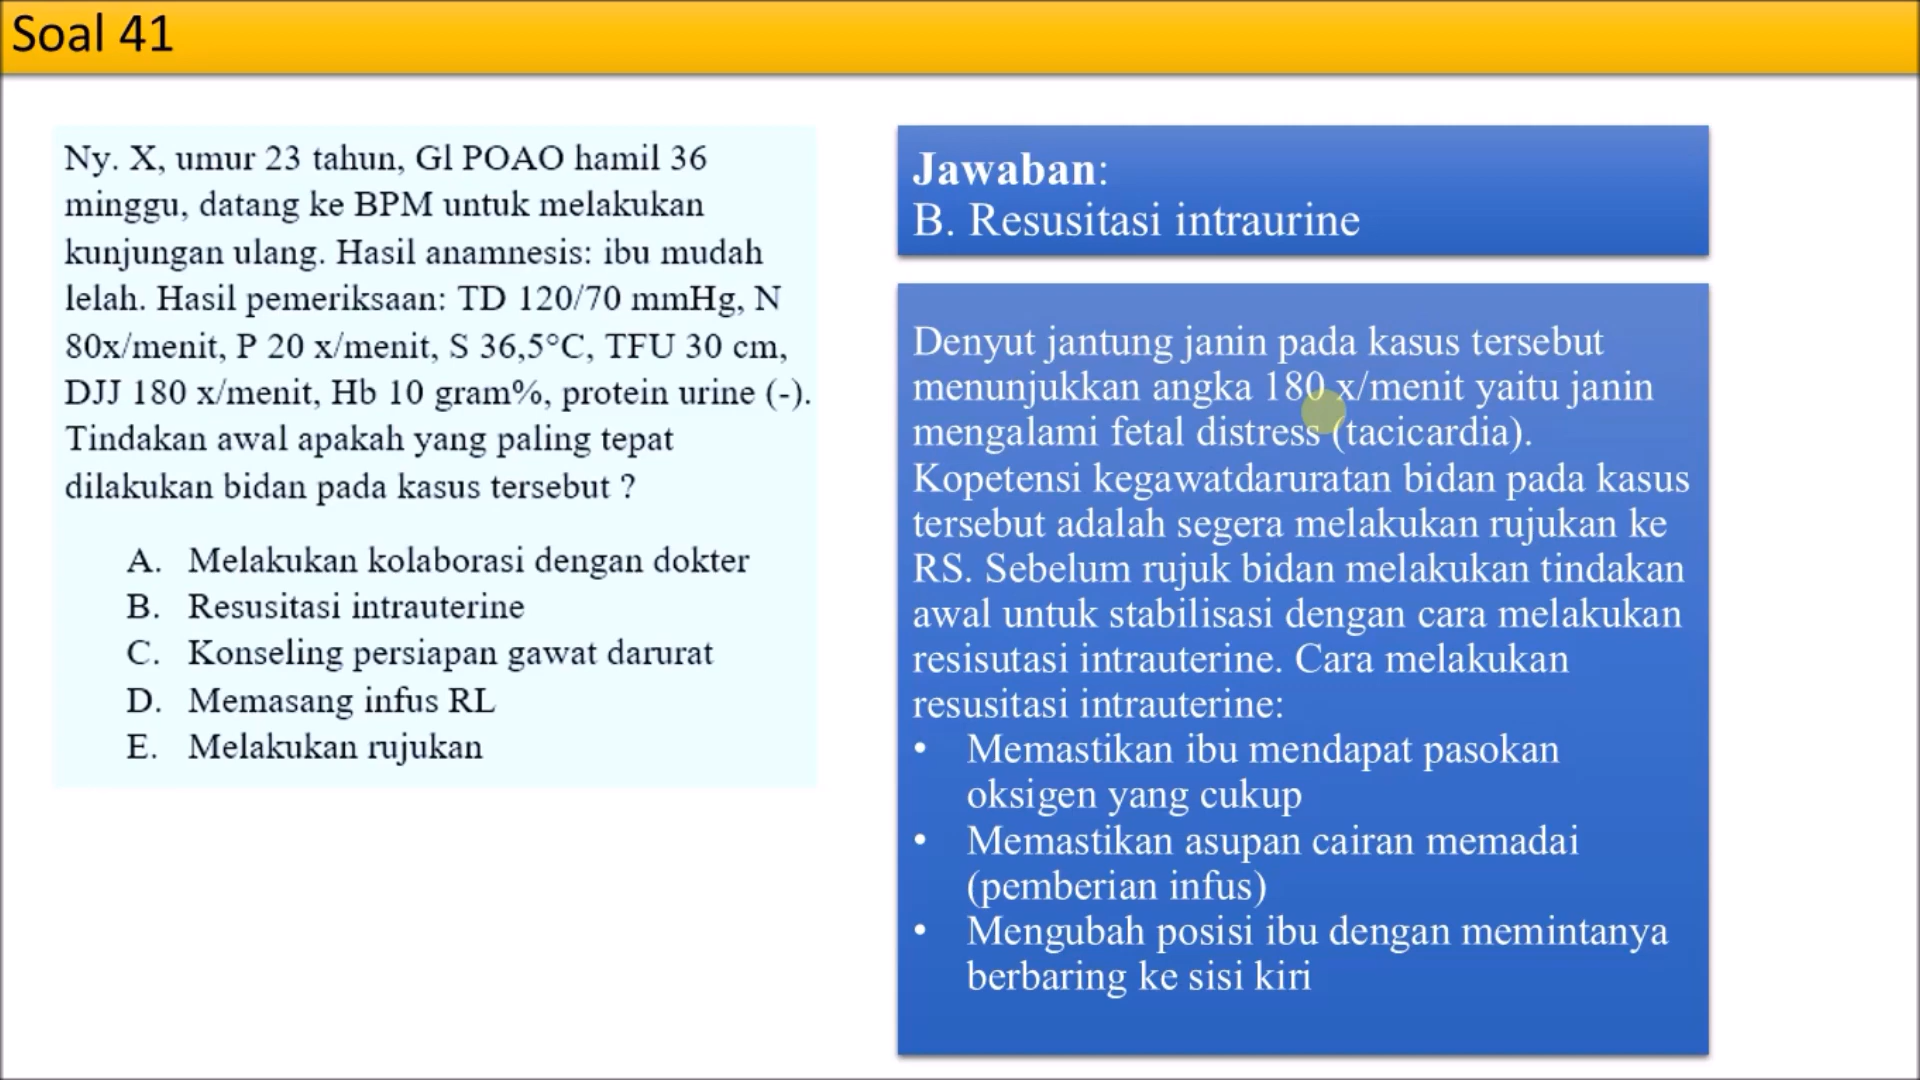 Soal 41
Ny. X, umur 23 tahun, Gl POAO hamil 36
minggu, datang ke BPM untuk melakukan
kunjungan ulang. Hasil anamnesis: ibu mudah
lelah. Hasil pemeriksaan: TD 120/70 mmHg, N
80x/menit, P 20 x/menit, S 36,5°C, TFU 30 cm,
DJJ 180 x/menit, Hb 10 gram%, protein urine (-).
Tindakan awal apakah yang paling tepat
dilakukan bidan pada kasus tersebut ?
A. Melakukan kolaborasi dengan dokter
B. Resusitasi intrauterine
C. Konseling persiapan gawat darurat
D. Memasang infus RL
E. Melakukan rujukan
Jawaban:
B. Resusitasi intraurine
Denyut jantung janin pada kasus tersebut
menunjukkan angka 180 x/menit yaitu janin
mengalami fetal distress (tacicardia).
Kopetensi kegawatdaruratan bidan pada kasus
tersebut adalah segera melakukan rujukan ke
RS. Sebelum rujuk bidan melakukan tindakan
awal untuk stabilisasi dengan cara melakukan
resisutasi intrauterine. Cara melakukan
resusitasi intrauterine:
• Memastikan ibu mendapat pasokan
oksigen yang cukup
• Memastikan asupan cairan memadai
(pemberian infus)
• Mengubah posisi ibu dengan memintanya
berbaring ke sisi kiri